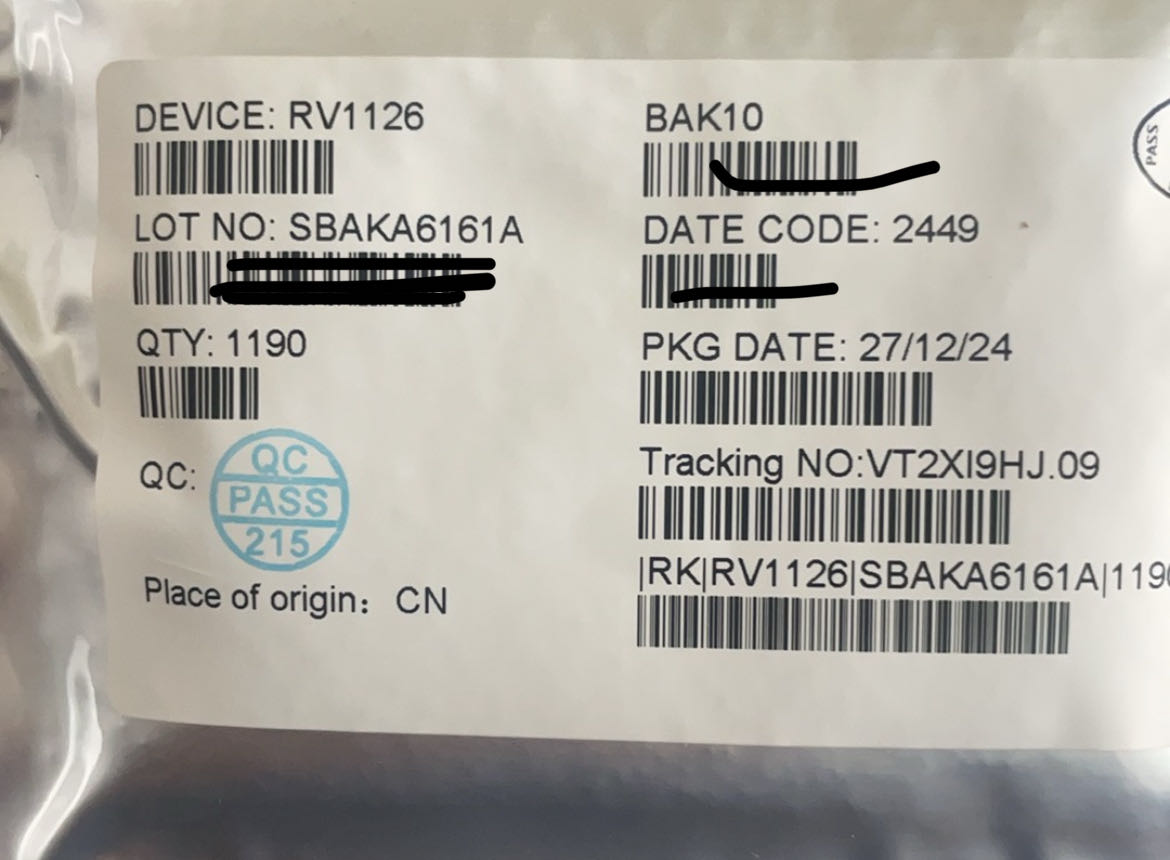 DEVICE: RV1126
LOT NO: SBAKA6161A
QTY: 1190
QC:
QC
PASS
215
Place of origin: CN
BAK10
DATE CODE: 2449
PKG DATE: 27/12/24
Tracking NO:VT2XI9HJ.09
|RK|RV1126|SBAKA6161A|119
PASS